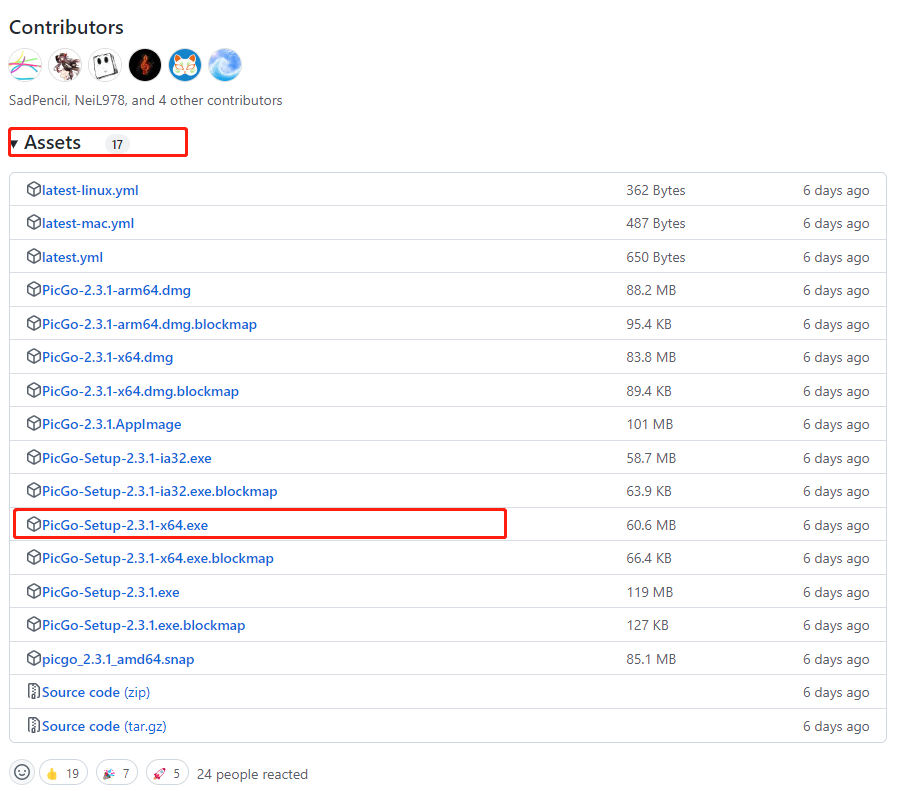 Contributors
SadPencil, NeiL978, and 4 other contributors
Assets 17
latest-linux.yml 362 Bytes 6 days ago
latest-mac.yml 487 Bytes 6 days ago
latest.yml 650 Bytes 6 days ago
PicGo-2.3.1-arm64.dmg 88.2 MB 6 days ago
PicGo-2.3.1-arm64.dmg.blockmap 95.4 KB 6 days ago
PicGo-2.3.1-x64.dmg 83.8 MB 6 days ago
PicGo-2.3.1-x64.dmg.blockmap 89.4 KB 6 days ago
PicGo-2.3.1.AppImage 101 MB 6 days ago
PicGo-Setup-2.3.1-ia32.exe 58.7 MB 6 days ago
PicGo-Setup-2.3.1-ia32.exe.blockmap 63.9 KB 6 days ago
PicGo-Setup-2.3.1-x64.exe 60.6 MB 6 days ago
PicGo-Setup-2.3.1-x64.exe.blockmap 66.4 KB 6 days ago
PicGo-Setup-2.3.1.exe 119 MB 6 days ago
PicGo-Setup-2.3.1.exe.blockmap 127 KB 6 days ago
picgo_2.3.1_amd64.snap 85.1 MB 6 days ago
Source code (zip) 6 days ago
Source code (tar.gz) 6 days ago
19 7 5 24 people reacted